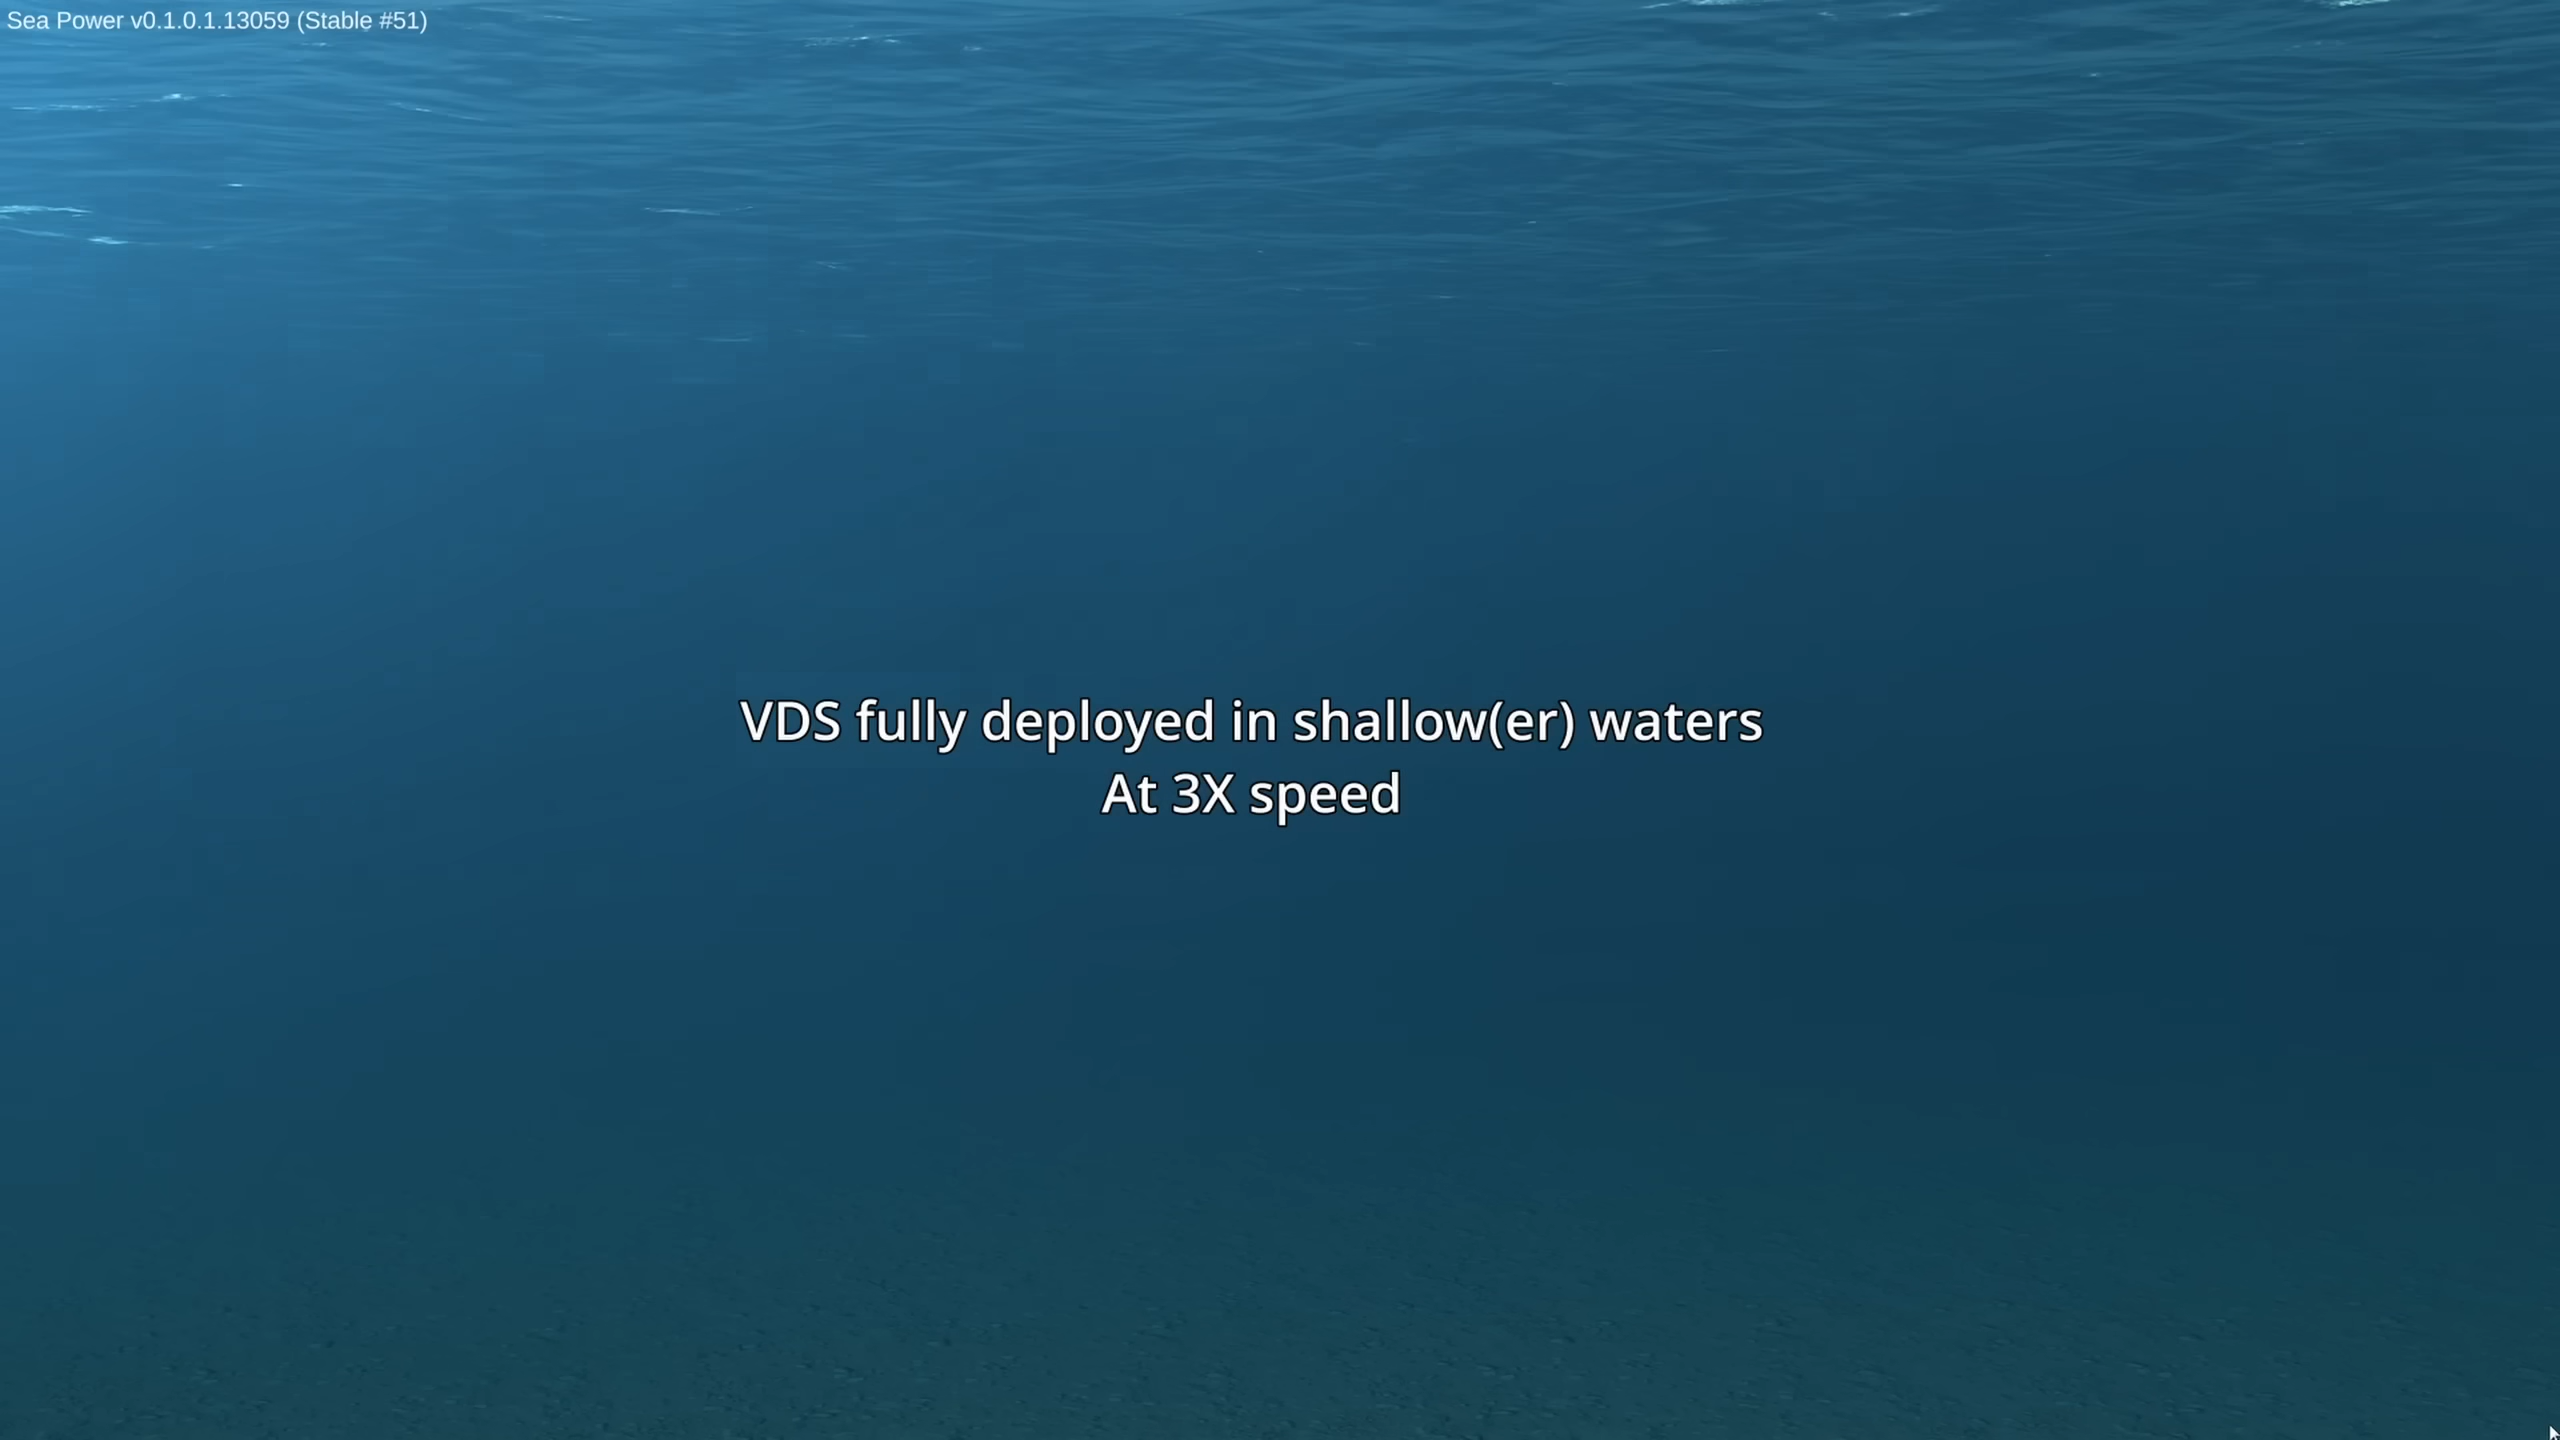 Sea Power v0.1.0.1.13059 (Stable #51)
VDS fully deployed in shallow(er) waters
At 3X speed